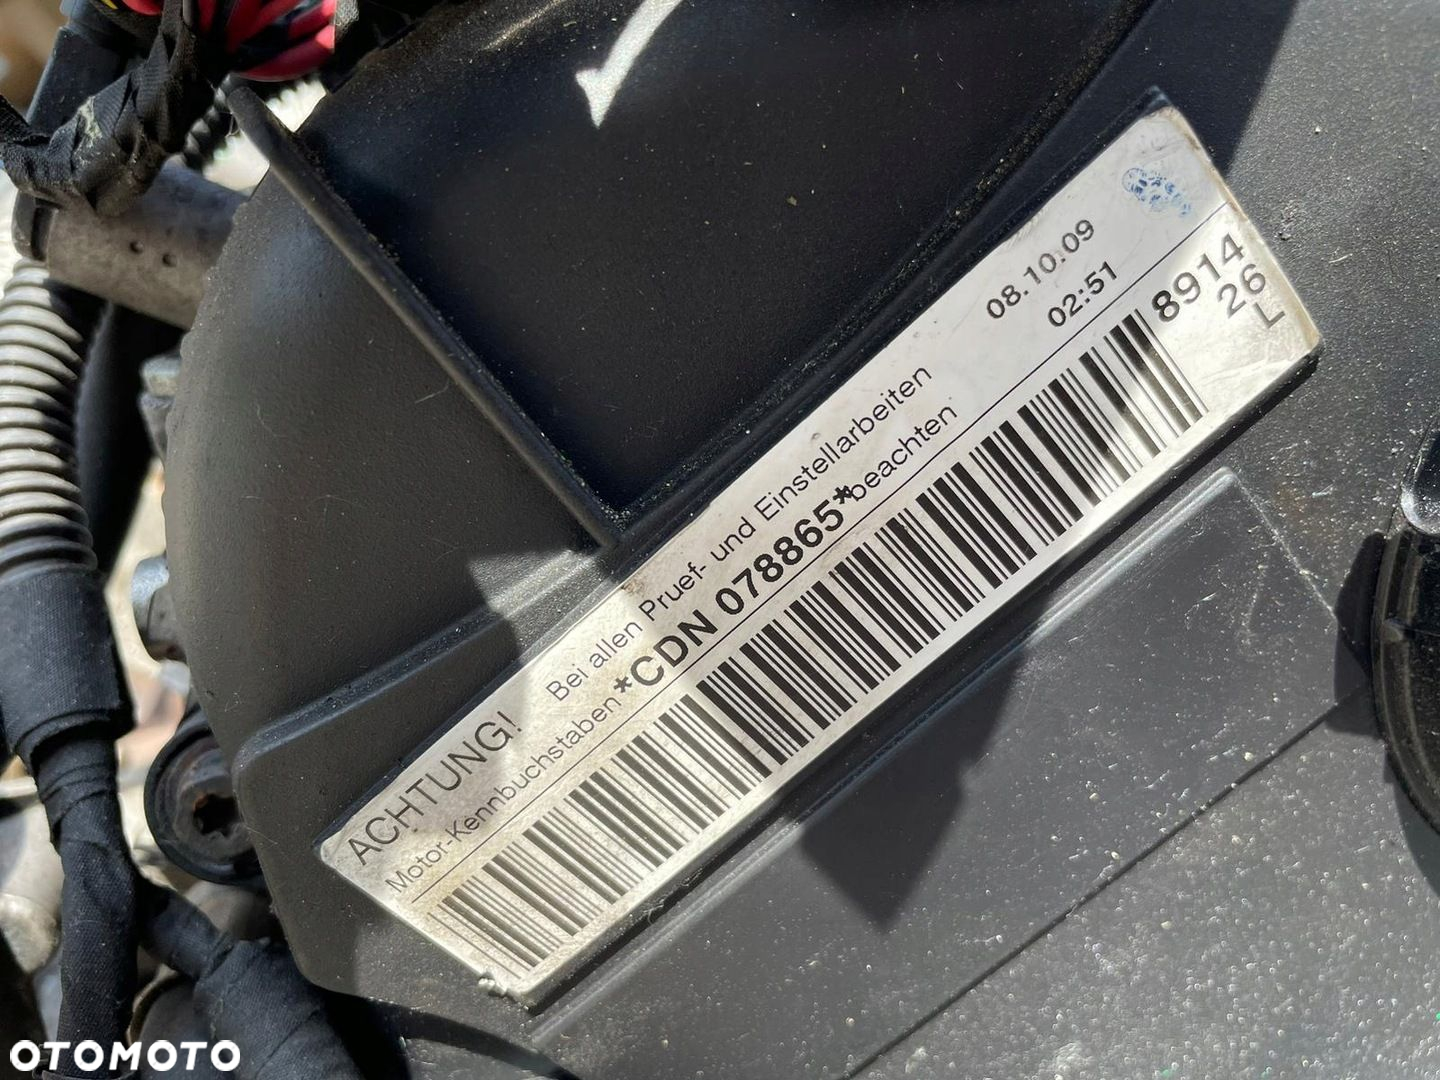 ACHTUNG! Bei allen Pruef- und Einstellarbeiten 08.10.09
Motor-Kennbuchstaben *CDN 078865* beachten 02:51
8914
26
L
OTOMOTO